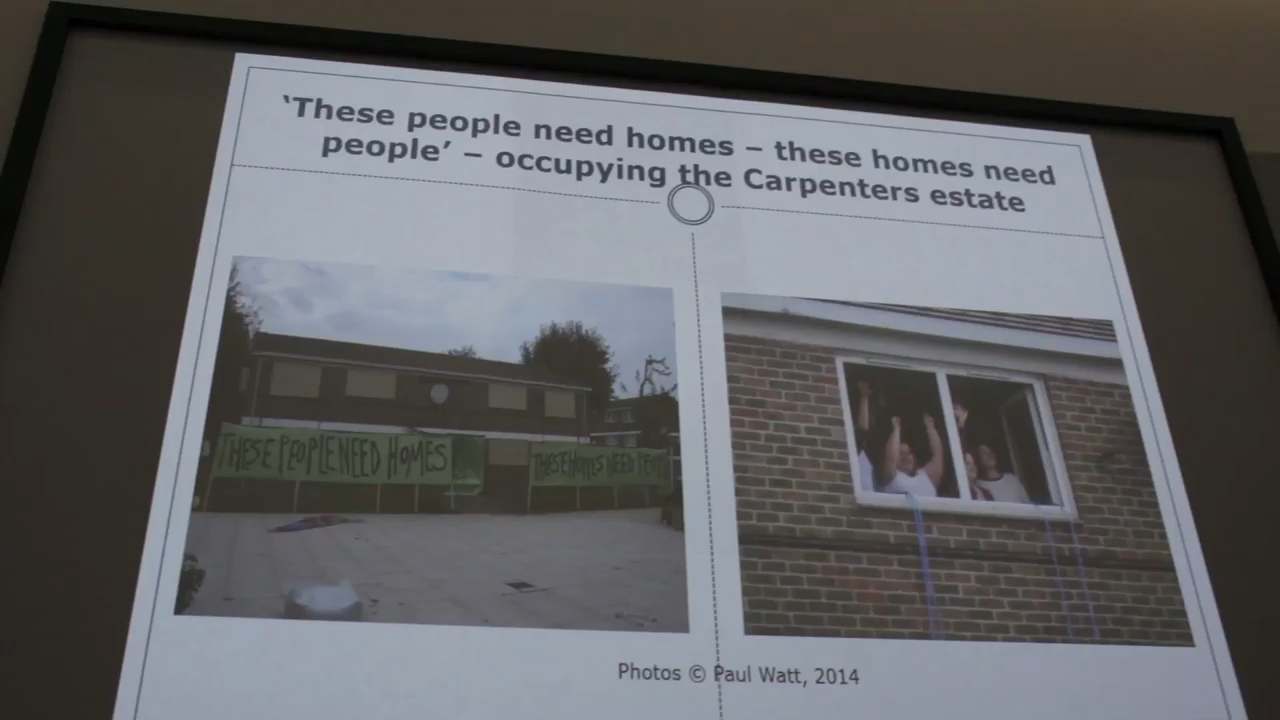 ‘These people need homes – these homes need
people’ – occupying the Carpenters estate
THESE PEOPLE NEED HOMES
THESE HOMES NEED
Photos © Paul Watt, 2014